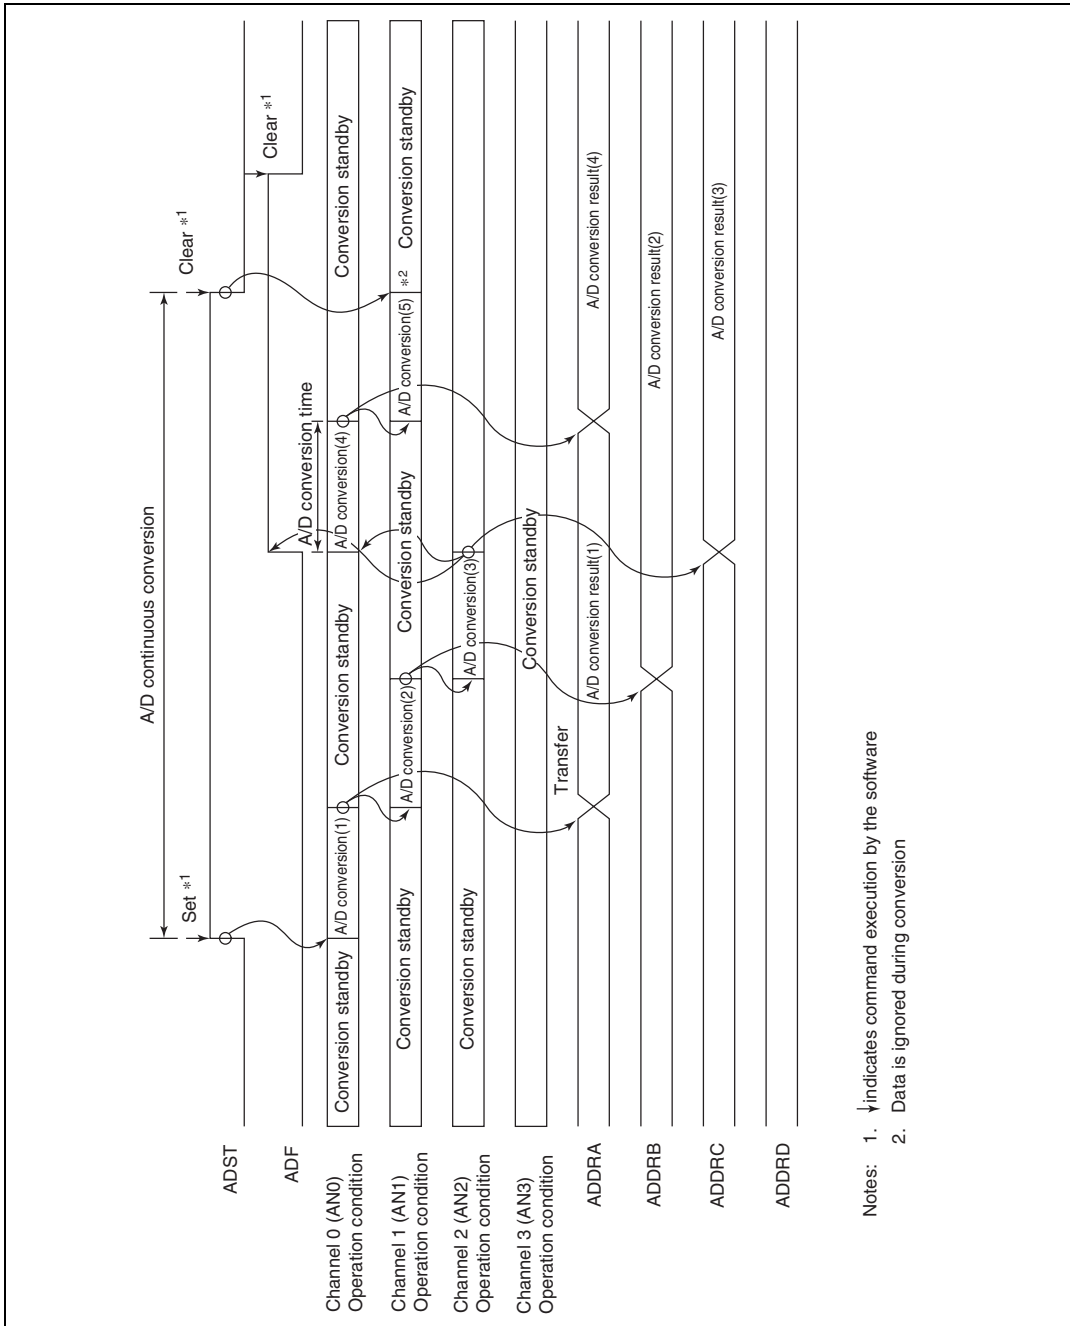 A/D continuous conversion
Set *1
Clear *1
Clear *1
ADST
ADF
A/D conversion time
Channel 0 (AN0)
Operation condition
Conversion standby
A/D conversion(1)
Conversion standby
A/D conversion(4)
Conversion standby
Channel 1 (AN1)
Operation condition
Conversion standby
A/D conversion(2)
Conversion standby
A/D conversion(5)
*2
Conversion standby
Channel 2 (AN2)
Operation condition
Conversion standby
A/D conversion(3)
Channel 3 (AN3)
Operation condition
Conversion standby
Transfer
ADDRA
A/D conversion result(1)
A/D conversion result(4)
ADDRB
A/D conversion result(2)
ADDRC
A/D conversion result(3)
ADDRD
Notes: 1. ↓indicates command execution by the software
2. Data is ignored during conversion